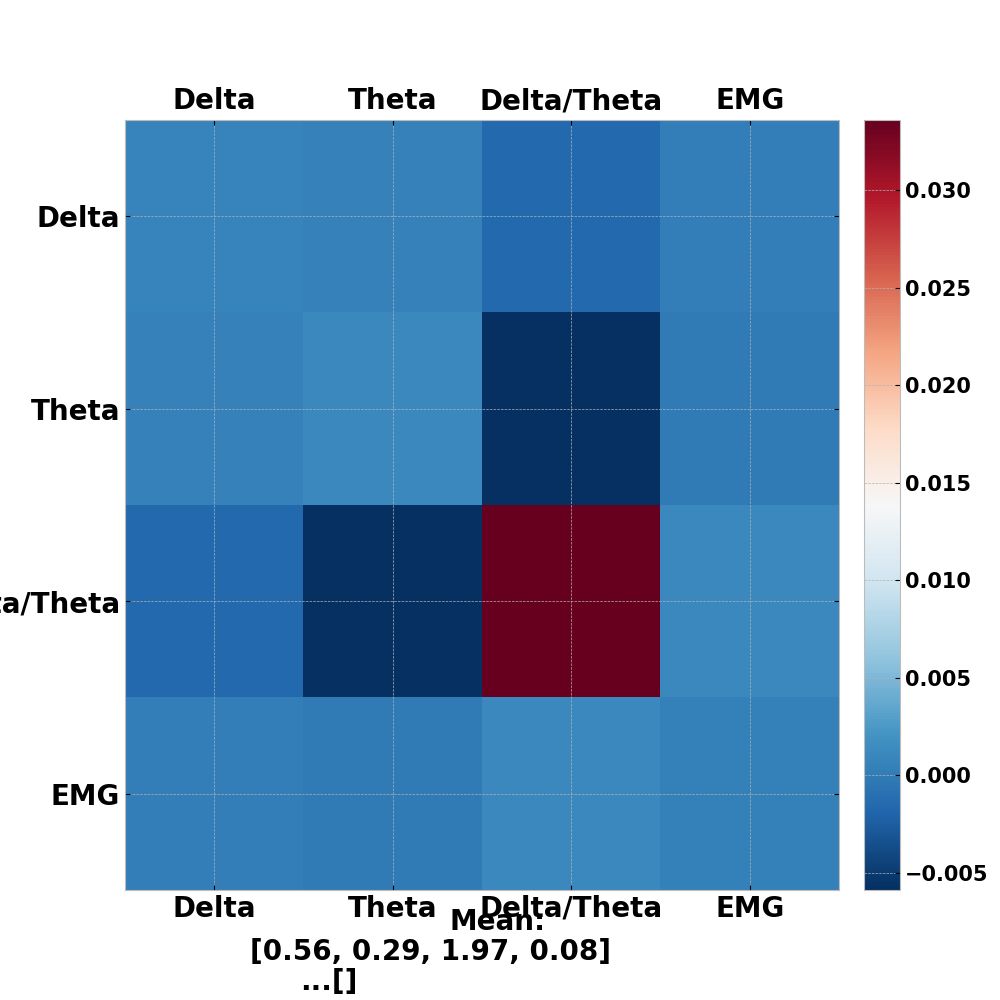 Delta Theta Delta/Theta EMG
Delta
Theta
ta/Theta
EMG
0.030
0.025
0.020
0.015
0.010
0.005
0.000
−0.005
Delta Theta Delta/Theta EMG
Mean:
[0.56, 0.29, 1.97, 0.08]
...[]